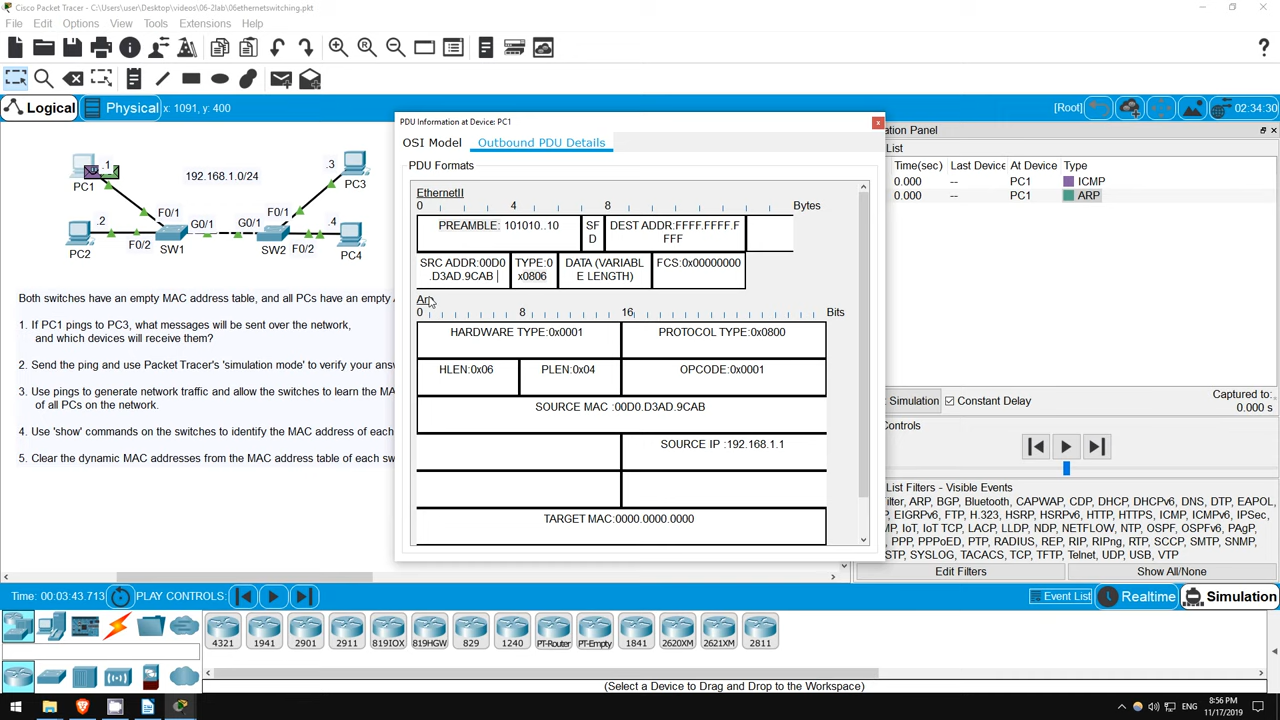 Cisco Packet Tracer - C:\Users\user\Desktop\videos\06-2lab\06ethernetswitching.pkt
File Edit Options View Tools Extensions Help
Logical Physical x: 1091, y: 400 [Root] 02:34:30
PC1
.1
192.168.1.0/24
.3
PC3
F0/1
F0/1
.2
G0/1
G0/1
.4
PC2
F0/2
SW1
SW2
F0/2
PC4
Both switches have an empty MAC address table, and all PCs have an empty
1. If PC1 pings to PC3, what messages will be sent over the network,
and which devices will receive them?
2. Send the ping and use Packet Tracer's 'simulation mode' to verify your ans
3. Use pings to generate network traffic and allow the switches to learn the MA
of all PCs on the network.
4. Use 'show' commands on the switches to identify the MAC address of each
5. Clear the dynamic MAC addresses from the MAC address table of each sw
PDU Information at Device: PC1
OSI Model Outbound PDU Details
PDU Formats
EthernetII
0 4 8 Bytes
PREAMBLE: 101010..10
SF
D
DEST ADDR:FFFF.FFFF.F
FFF
SRC ADDR:00D0
.D3AD.9CAB
TYPE:0
x0806
DATA (VARIABL
E LENGTH)
FCS:0x00000000
Arp
0 8 16 Bits
HARDWARE TYPE:0x0001 PROTOCOL TYPE:0x0800
HLEN:0x06 PLEN:0x04 OPCODE:0x0001
SOURCE MAC :00D0.D3AD.9CAB
SOURCE IP :192.168.1.1
TARGET MAC:0000.0000.0000
ation Panel
List
Time(sec) Last Device At Device Type
0.000 -- PC1 ICMP
0.000 -- PC1 ARP
Simulation Constant Delay
Captured to:
0.000 s
ontrols
List Filters - Visible Events
ilter, ARP, BGP, Bluetooth, CAPWAP, CDP, DHCP, DHCPv6, DNS, DTP, EAPOL,
EIGRPv6, FTP, H.323, HSRP, HSRPv6, HTTP, HTTPS, ICMP, ICMPv6, IPSec,
IoT, IoT TCP, LACP, LLDP, NDP, NETFLOW, NTP, OSPF, OSPFv6, PAgP,
PPP, PPPoED, PTP, RADIUS, REP, RIP, RIPng, RTP, SCCP, SMTP, SNMP,
STP, SYSLOG, TACACS, TCP, TFTP, Telnet, UDP, USB, VTP
Edit Filters Show All/None
Time: 00:03:43.713 PLAY CONTROLS: Event List Realtime Simulation
4321 1941 2901 2911 819IOX 819HGW 829 1240 PT-Router PT-Empty 1841 2620XM 2621XM 2811
(Select a Device to Drag and Drop to the Workspace)
ENG
8:56 PM
11/17/2019